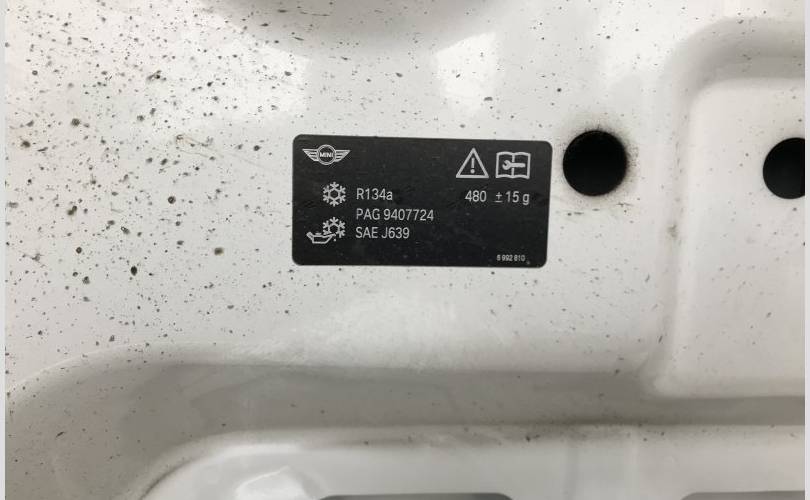 MINI
R134a 480 ± 15 g
PAG 9407724
SAE J639
6 992 810